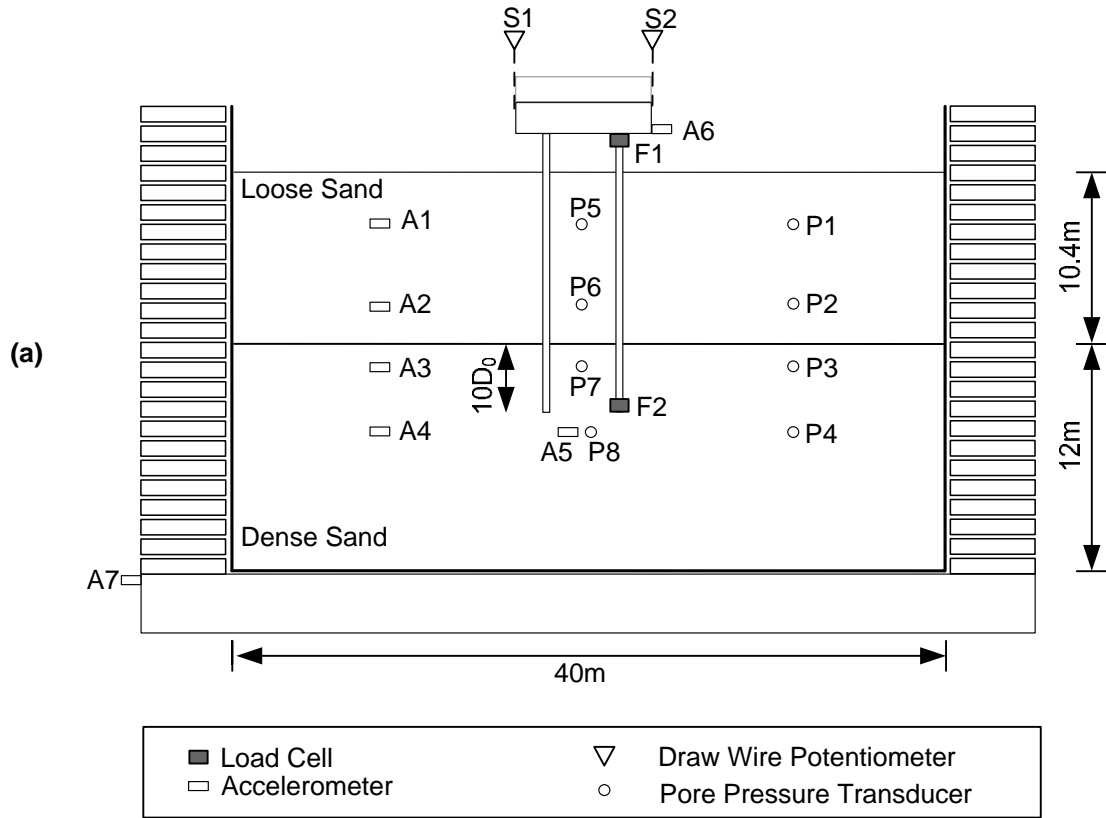 S1
S2
A6
F1
Loose Sand
A1
P5
P1
A2
P6
P2
10.4m
(a)
A3
10D₀
P7
P3
F2
A4
A5
P8
P4
12m
Dense Sand
A7
40m
Load Cell
Draw Wire Potentiometer
Accelerometer
Pore Pressure Transducer